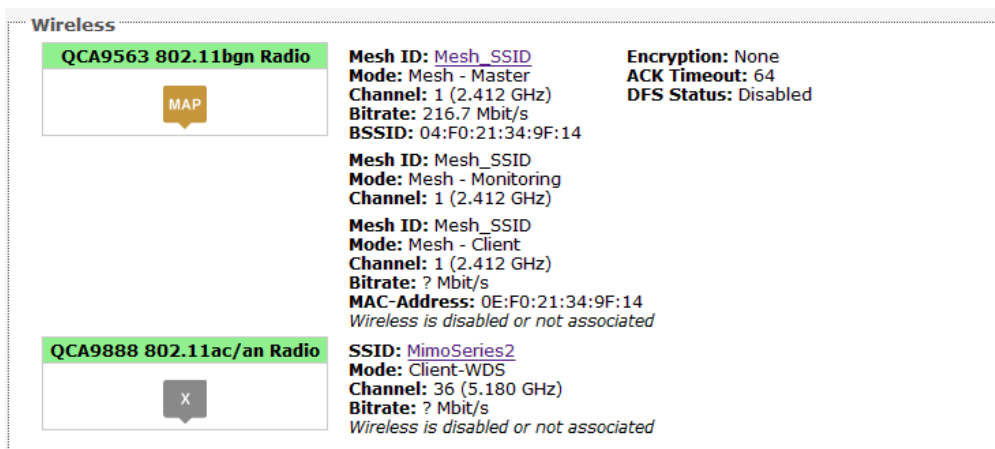 Wireless
QCA9563 802.11bgn Radio
MAP
Mesh ID: Mesh_SSID
Mode: Mesh - Master
Channel: 1 (2.412 GHz)
Bitrate: 216.7 Mbit/s
BSSID: 04:F0:21:34:9F:14
Encryption: None
ACK Timeout: 64
DFS Status: Disabled
Mesh ID: Mesh_SSID
Mode: Mesh - Monitoring
Channel: 1 (2.412 GHz)
Mesh ID: Mesh_SSID
Mode: Mesh - Client
Channel: 1 (2.412 GHz)
Bitrate: ? Mbit/s
MAC-Address: 0E:F0:21:34:9F:14
Wireless is disabled or not associated
QCA9888 802.11ac/an Radio
X
SSID: MimoSeries2
Mode: Client-WDS
Channel: 36 (5.180 GHz)
Bitrate: ? Mbit/s
Wireless is disabled or not associated